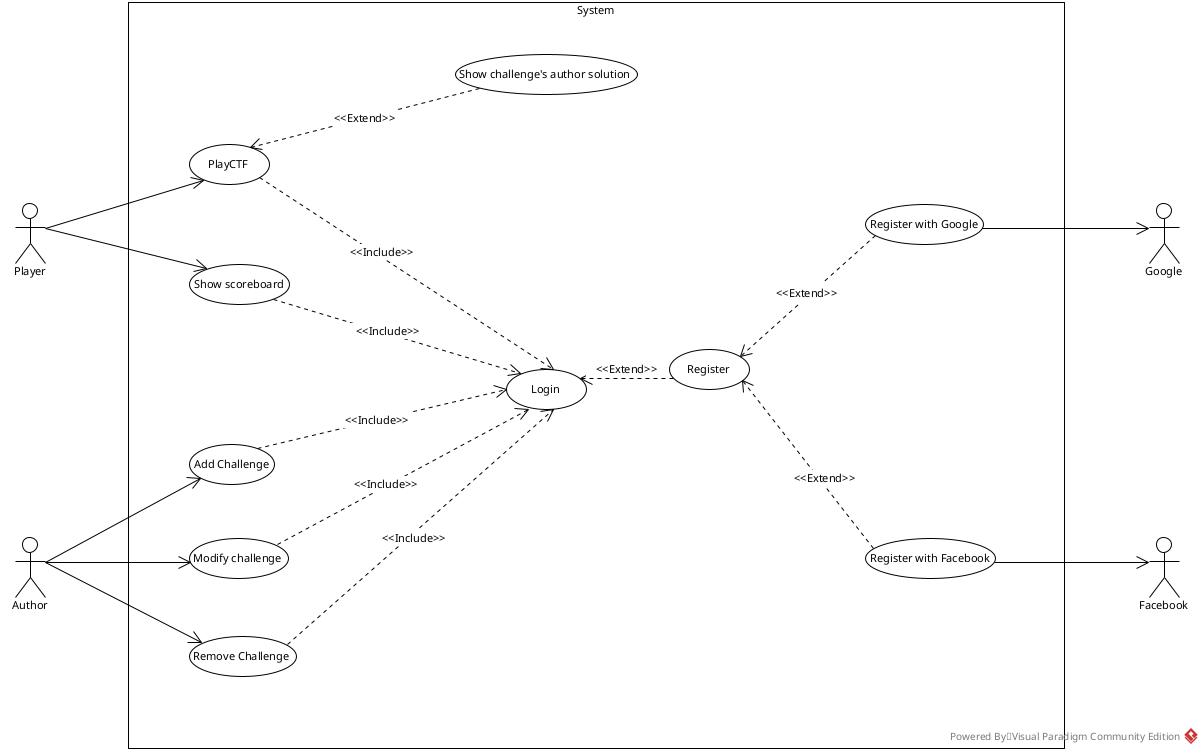 System
Show challenge's author solution
<<Extend>>
PlayCTF
Player
Show scoreboard
<<Include>>
<<Include>>
Register with Google
Google
<<Extend>>
Login
<<Extend>>
Register
Add Challenge
<<Include>>
<<Include>>
<<Include>>
<<Extend>>
Author
Modify challenge
Remove Challenge
Register with Facebook
Facebook
Powered By Visual Paradigm Community Edition